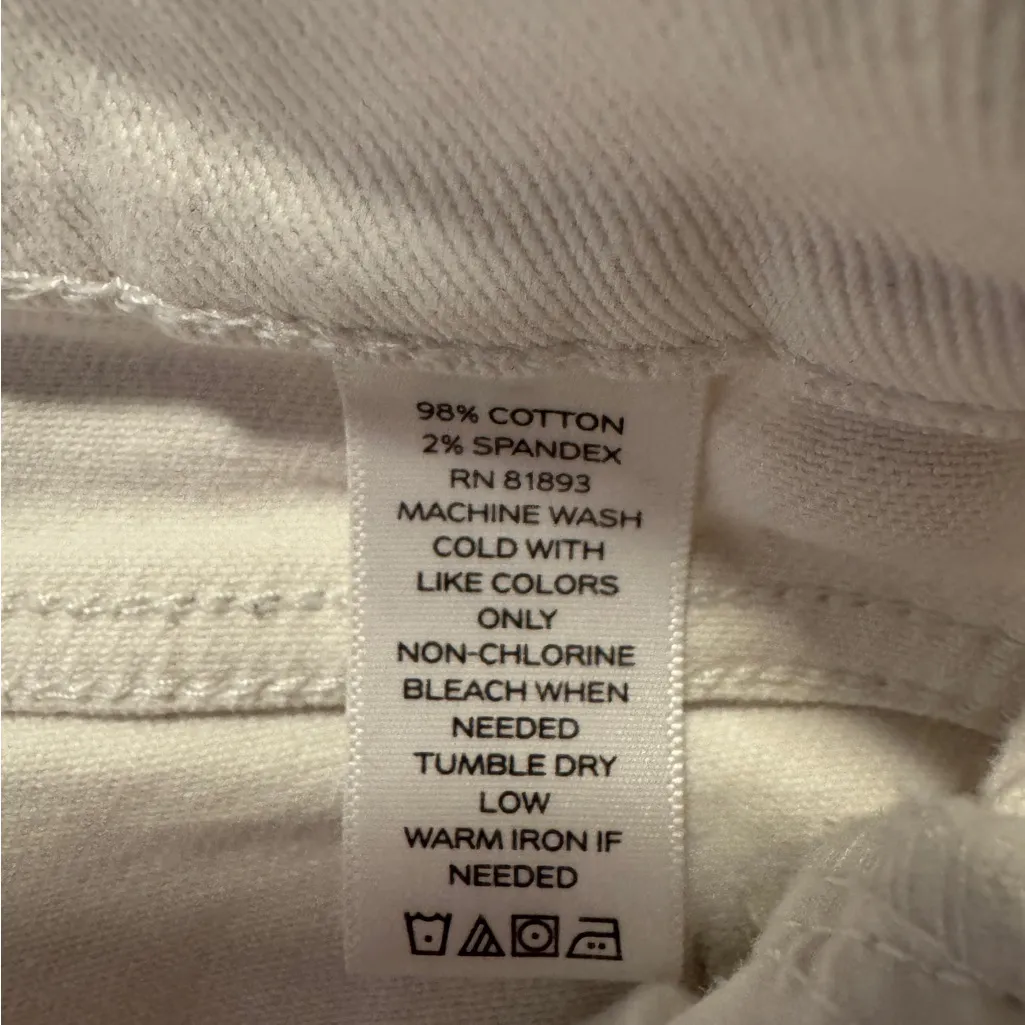 98% COTTON
2% SPANDEX
RN 81893
MACHINE WASH
COLD WITH
LIKE COLORS
ONLY
NON-CHLORINE
BLEACH WHEN
NEEDED
TUMBLE DRY
LOW
WARM IRON IF
NEEDED